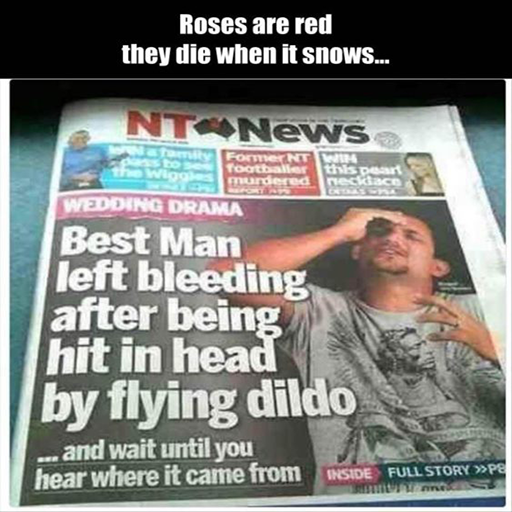 Roses are red
they die when it snows...
NT News
WIN a family
pass to see
the Wiggles
Former NT
footballer
murdered
REPORT
WIN
this pearl
necklace
DETAILS
WEDDING DRAMA
Best Man
left bleeding
after being
hit in head
by flying dildo
... and wait until you
hear where it came from
INSIDE FULL STORY >>P8